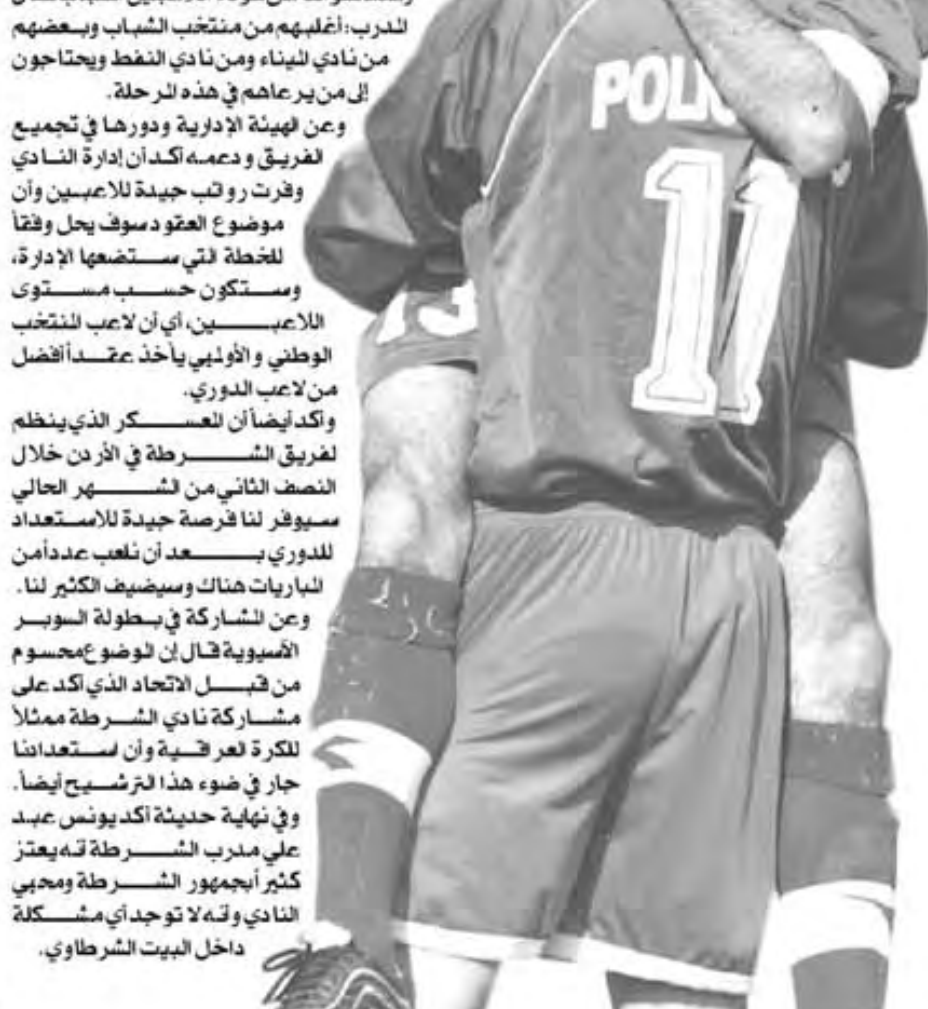 المدرب: أغلبهم من منتخب الشباب وبعضهم
من نادي الميناء ومن نادي النفط ويحتاجون
إلى من يرعاهم في هذه المرحلة.
وعن الهيئة الإدارية ودورها في تجميع
الفريق ودعمه أكد أن إدارة النادي
وفرت رواتب جيدة للاعبين وأن
موضوع العقود سوف يحل وفقاً
للخطة التي ستضعها الإدارة،
وستكون حسب مستوى
اللاعبين، أي أن لاعب المنتخب
الوطني والأولمبي يأخذ عقداً أفضل
من لاعب الدوري.
وأكد أيضاً أن المعسكر الذي ينظم
لفريق الشرطة في الأردن خلال
النصف الثاني من الشهر الحالي
سيوفر لنا فرصة جيدة للاستعداد
للدوري بعد أن نلعب عدداً من
المباريات هناك وسيضيف الكثير لنا.
وعن المشاركة في بطولة السوبر
الآسيوية قال إن الموضوع محسوم
من قبل الاتحاد الذي أكد على
مشاركة نادي الشرطة ممثلاً
للكرة العراقية وأن استعدادنا
جار في ضوء هذا الترشيح أيضاً.
وفي نهاية حديثة أكد يونس عبد
علي مدرب الشرطة أنه يعتز
كثير أبجمهور الشرطة ومحبي
النادي وأنه لا توجد أي مشكلة
داخل البيت الشرطاوي.
POLIC
11
13